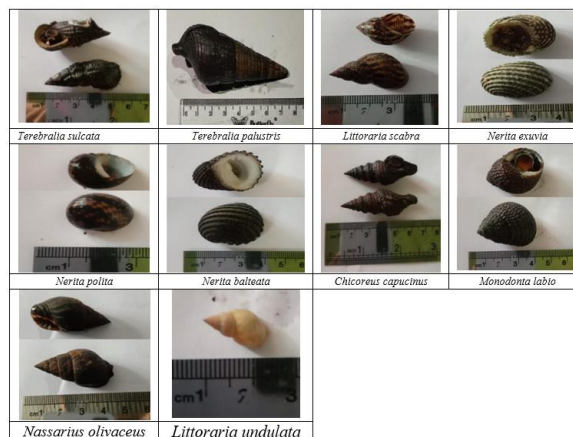 Terebralia sulcata
Terebralia palustris
Littoraria scabra
Nerita exuvia
cm1
Nerita polita
Nerita balteata
Chicoreus capucinus
Monodonta labio
Nassarius olivaceus
Littoraria undulata